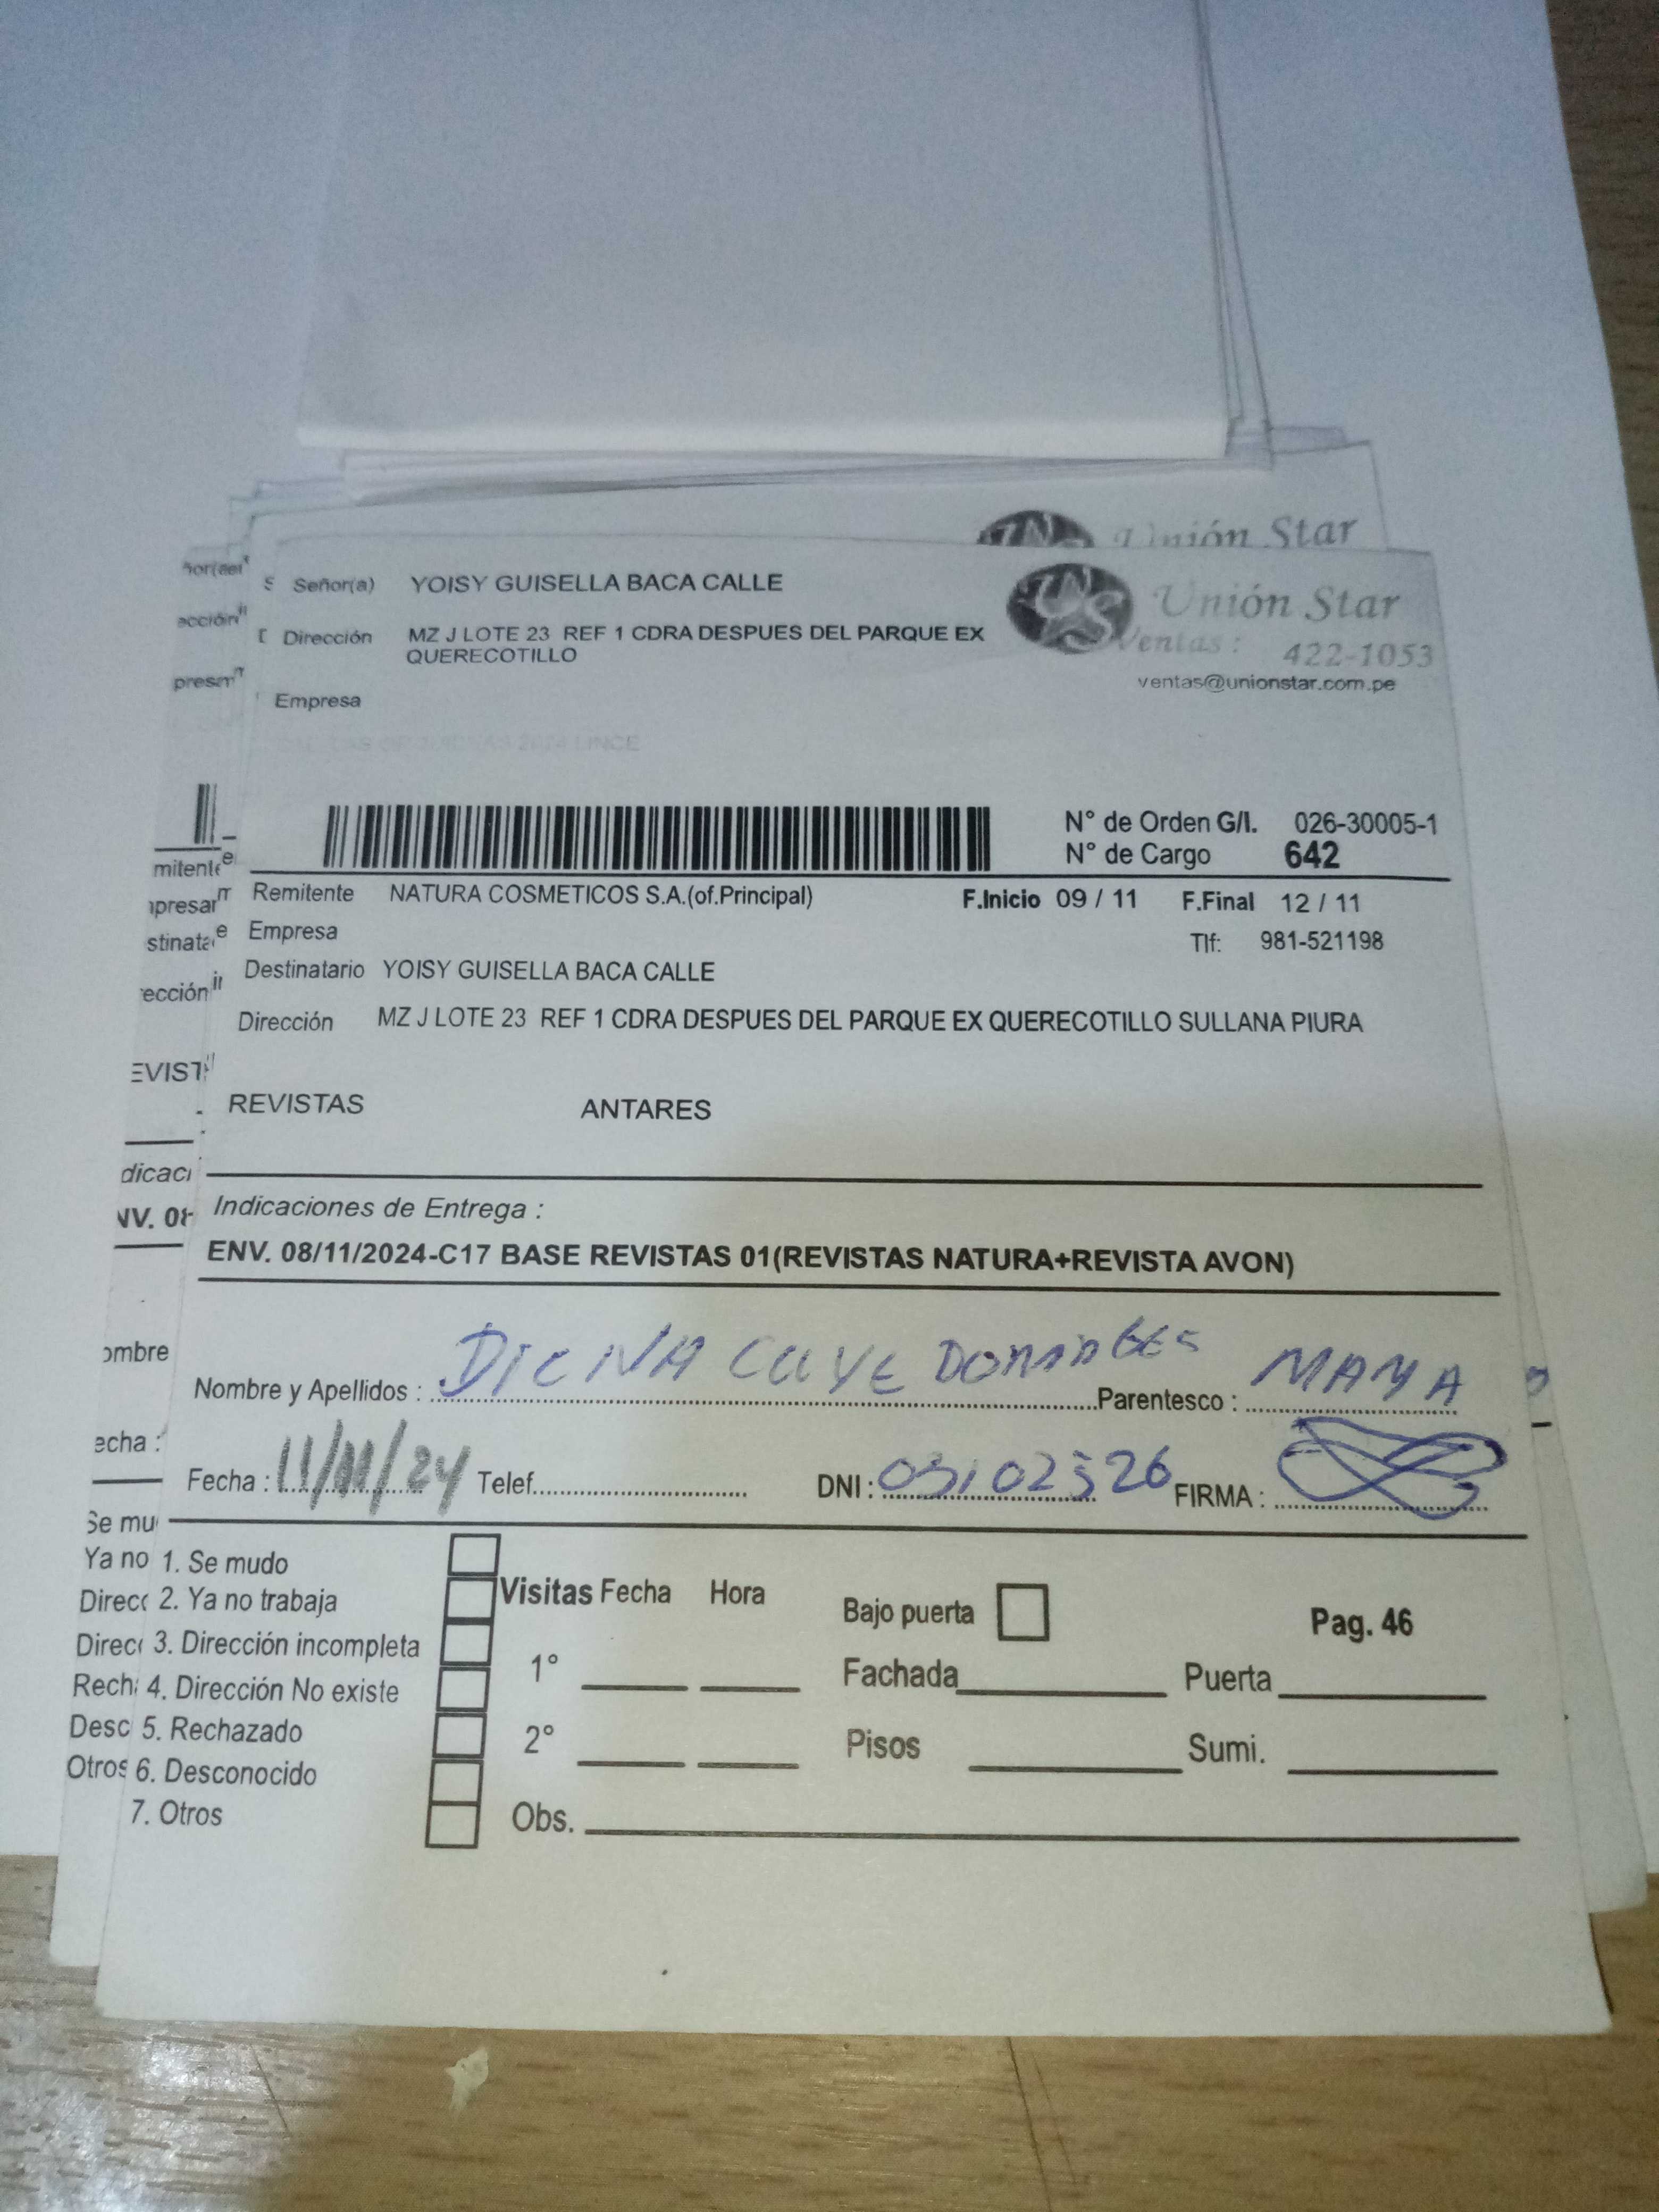 Unión Star
Señor(a) YOISY GUISELLA BACA CALLE
Unión Star
Dirección MZ J LOTE 23 REF 1 CDRA DESPUES DEL PARQUE EX
QUERECOTILLO
Ventas : 422-1053
ventas@unionstar.com.pe
Empresa
N° de Orden G/I. 026-30005-1
N° de Cargo 642
Remitente NATURA COSMETICOS S.A.(of.Principal) F.Inicio 09 / 11 F.Final 12 / 11
Empresa Tlf: 981-521198
Destinatario YOISY GUISELLA BACA CALLE
Dirección MZ J LOTE 23 REF 1 CDRA DESPUES DEL PARQUE EX QUERECOTILLO SULLANA PIURA
REVISTAS ANTARES
Indicaciones de Entrega :
ENV. 08/11/2024-C17 BASE REVISTAS 01(REVISTAS NATURA+REVISTA AVON)
Nombre y Apellidos : Parentesco : MAMA
Fecha : 11/11/24 Telef. DNI : FIRMA :
1. Se mudo
2. Ya no trabaja
3. Dirección incompleta
4. Dirección No existe
5. Rechazado
6. Desconocido
7. Otros
Visitas Fecha Hora
1°
2°
Obs.
Bajo puerta Pag. 46
Fachada Puerta
Pisos Sumi.